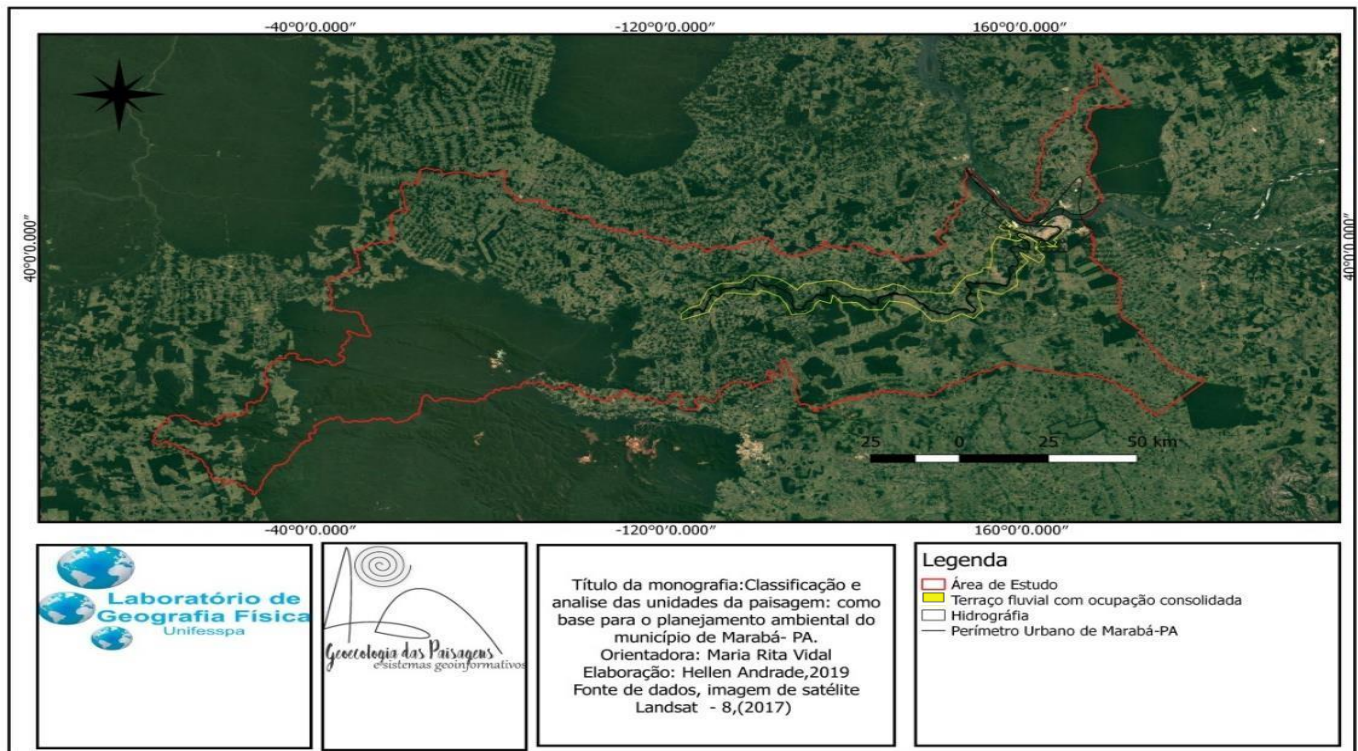 -40°0'0.000" -120°0'0.000" 160°0'0.000"
40°0'0.000" 40°0'0.000"
25 0 25 50 km
-40°0'0.000" -120°0'0.000" 160°0'0.000"
Laboratório de
Geografia Física
Unifesspa
Geoecologia das Paisagens
e sistemas geoinformativos
Título da monografia:Classificação e
analise das unidades da paisagem: como
base para o planejamento ambiental do
município de Marabá- PA.
Orientadora: Maria Rita Vidal
Elaboração: Hellen Andrade,2019
Fonte de dados, imagem de satélite
Landsat - 8,(2017)
Legenda
Área de Estudo
Terraço fluvial com ocupação consolidada
Hidrográfia
Perímetro Urbano de Marabá-PA